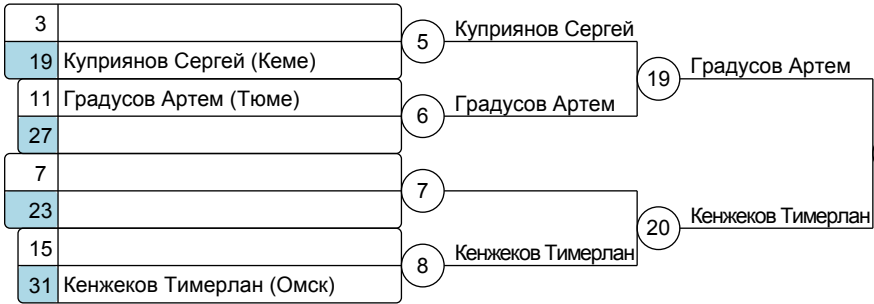 3
5
Куприянов Сергей
19 Куприянов Сергей (Кеме)
19
Градусов Артем
11 Градусов Артем (Тюме)
6
Градусов Артем
27
7
7
23
20
Кенжеков Тимерлан
15
8
Кенжеков Тимерлан
31 Кенжеков Тимерлан (Омск)